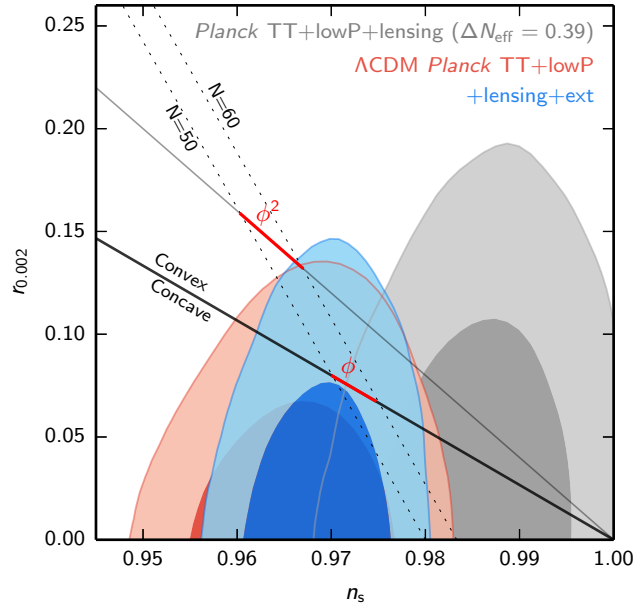 Planck TT+lowP+lensing (ΔN_eff = 0.39)
ΛCDM Planck TT+lowP
+lensing+ext
N=50
N=60
ϕ²
Convex
Concave
ϕ
0.25
0.20
0.15
0.10
0.05
0.00
r_0.002
0.95 0.96 0.97 0.98 0.99 1.00
n_s